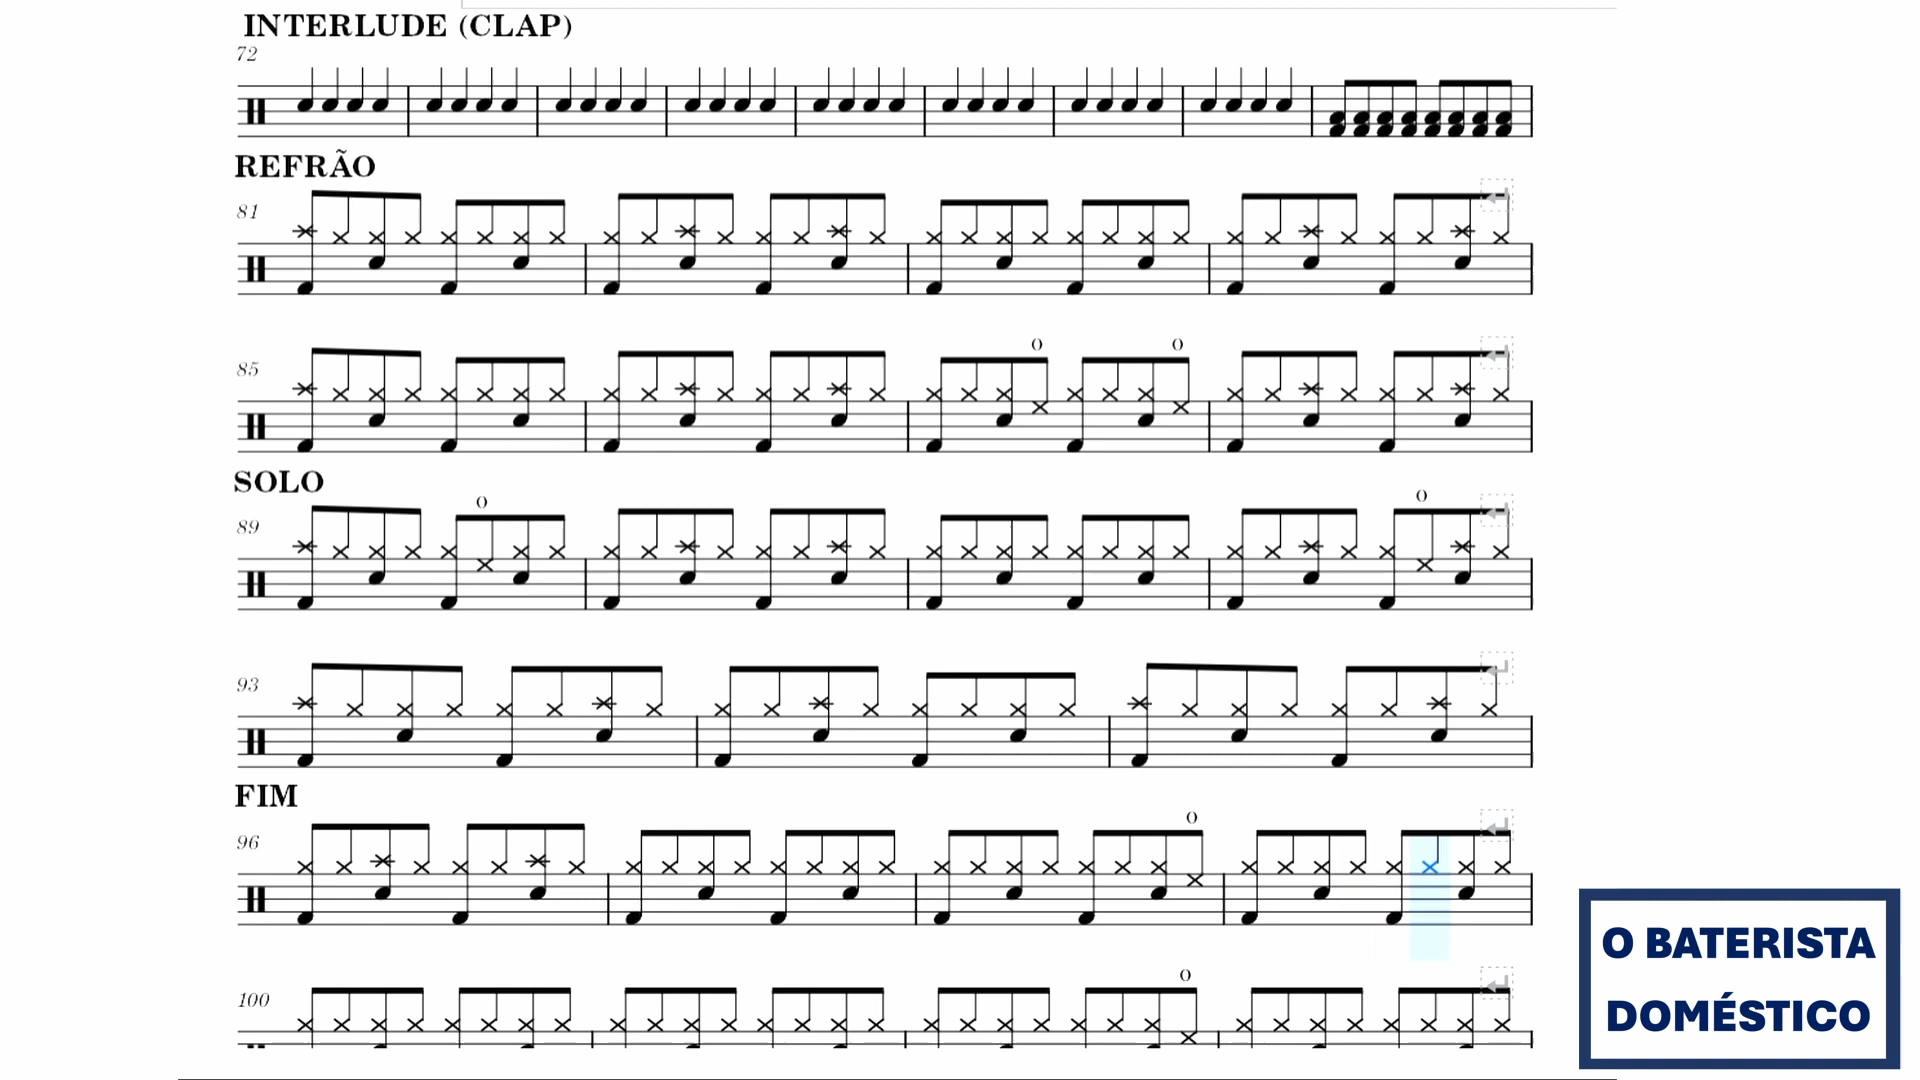 INTERLUDE (CLAP)
72
REFRÃO
81
85
o o
SOLO
89
o o
93
FIM
96
o
100
o
O BATERISTA
DOMÉSTICO